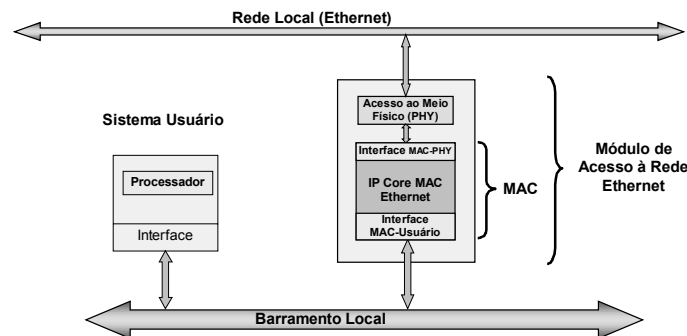 Rede Local (Ethernet)
Sistema Usuário
Processador
Interface
Acesso ao Meio
Físico (PHY)
Interface MAC-PHY
IP Core MAC
Ethernet
Interface
MAC-Usuário
MAC
Módulo de
Acesso à Rede
Ethernet
Barramento Local